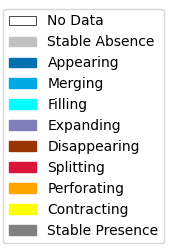 No Data
Stable Absence
Appearing
Merging
Filling
Expanding
Disappearing
Splitting
Perforating
Contracting
Stable Presence